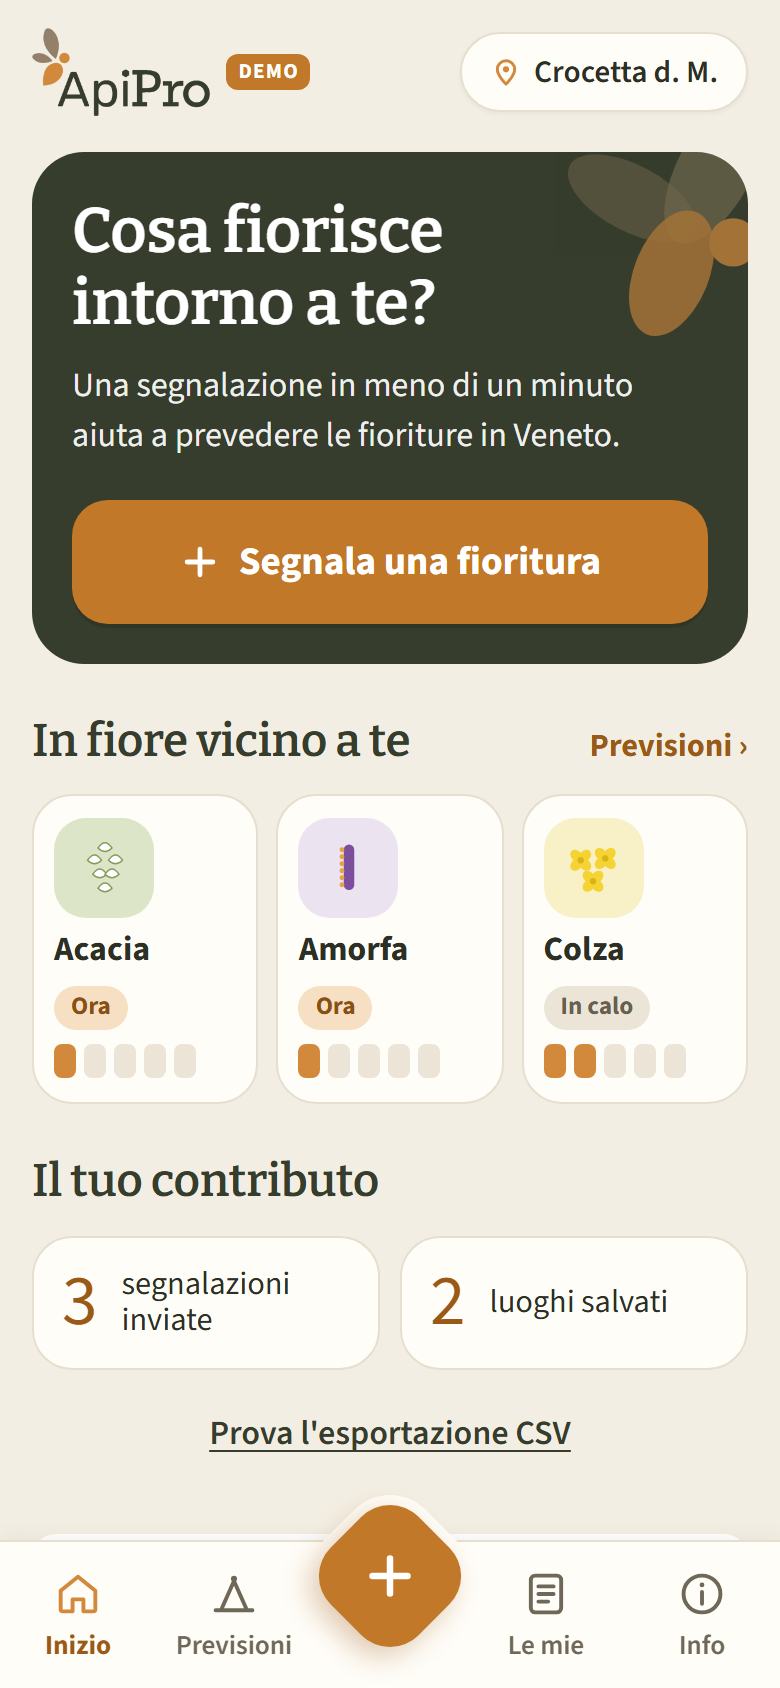 ApiPro
DEMO
Crocetta d. M.
Cosa fiorisce
intorno a te?
Una segnalazione in meno di un minuto
aiuta a prevedere le fioriture in Veneto.
+ Segnala una fioritura
In fiore vicino a te
Previsioni ›
Acacia
Ora
Amorfa
Ora
Colza
In calo
Il tuo contributo
3 segnalazioni
inviate
2 luoghi salvati
Prova l'esportazione CSV
Inizio
Previsioni
Le mie
Info